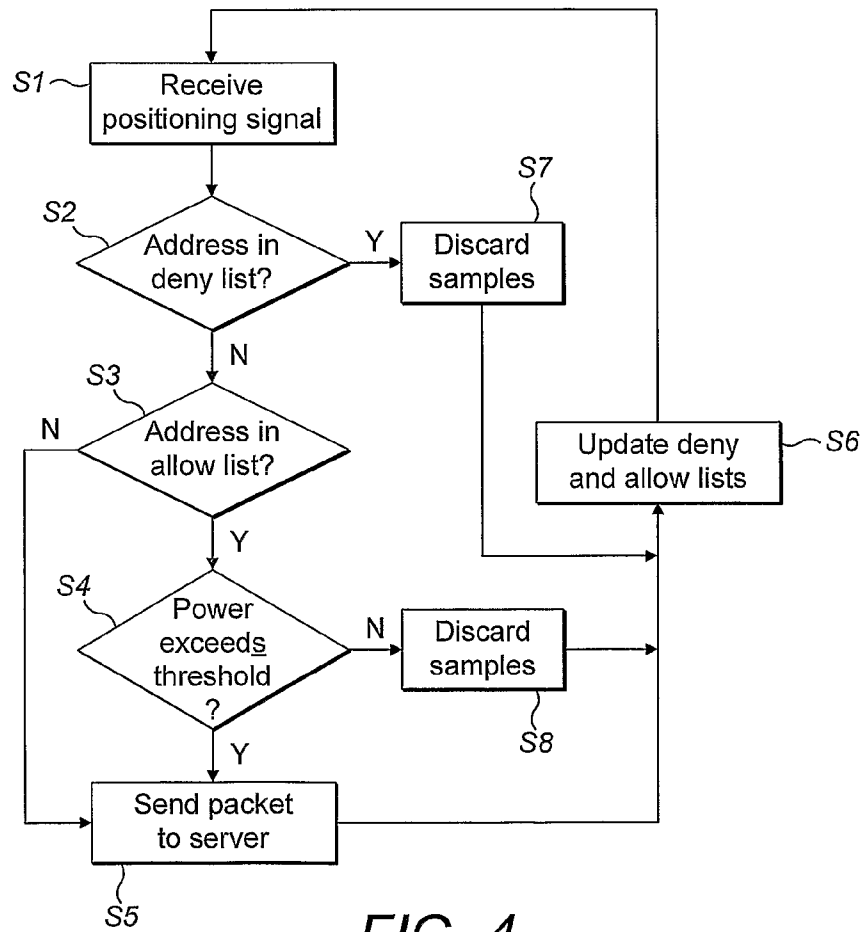 S1
Receive
positioning signal
S2
Address in
deny list?
Y
S7
Discard
samples
N
S3
N
Address in
allow list?
Update deny
and allow lists
S6
Y
S4
Power
exceeds
threshold
?
N
Discard
samples
S8
Y
Send packet
to server
S5
FIG. 4